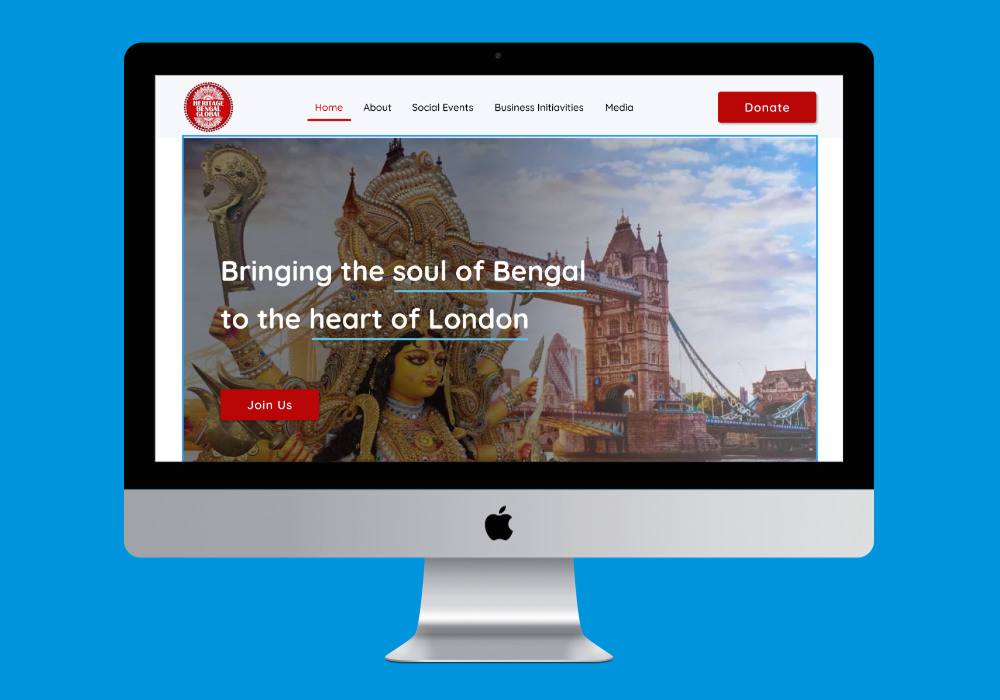 HERITAGE
BENGAL
GLOBAL
Home About Social Events Business Initiavities Media
Donate
Bringing the soul of Bengal
to the heart of London
Join Us